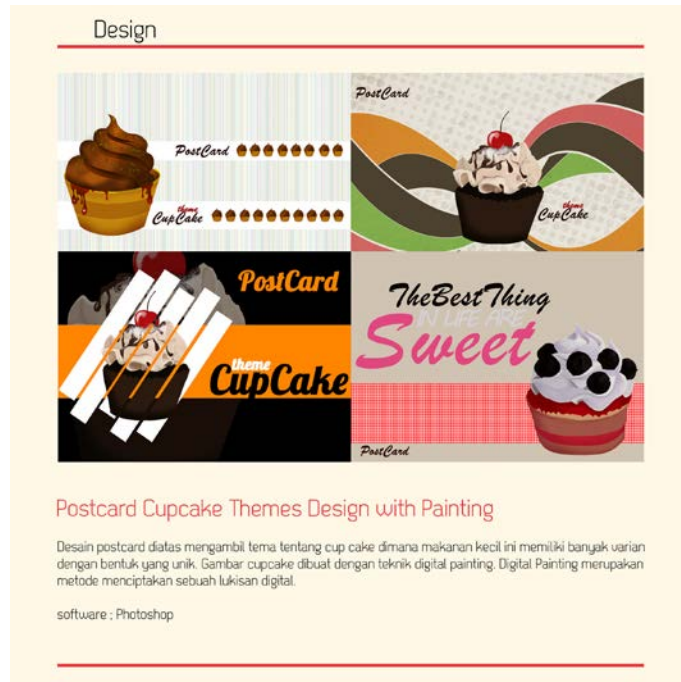 Design
PostCard
theme
CupCake
PostCard
theme
CupCake
PostCard
theme
CupCake
TheBestThing
IN LIFE ARE
Sweet
PostCard
Postcard Cupcake Themes Design with Painting
Desain postcard diatas mengambil tema tentang cup cake dimana makanan kecil ini memiliki banyak varian
dengan bentuk yang unik. Gambar cupcake dibuat dengan teknik digital painting. Digital Painting merupakan
metode menciptakan sebuah lukisan digital.
software ; Photoshop